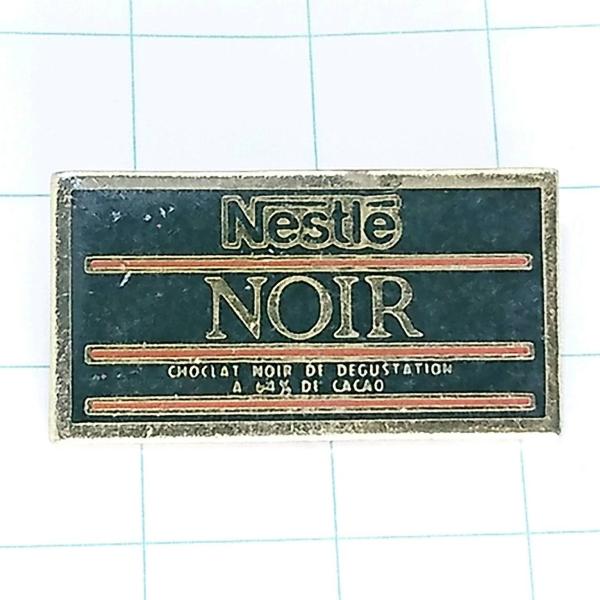 Nestlé
NOIR
CHOCLAT NOIR DE DEGUSTATION
A 64% DE CACAO